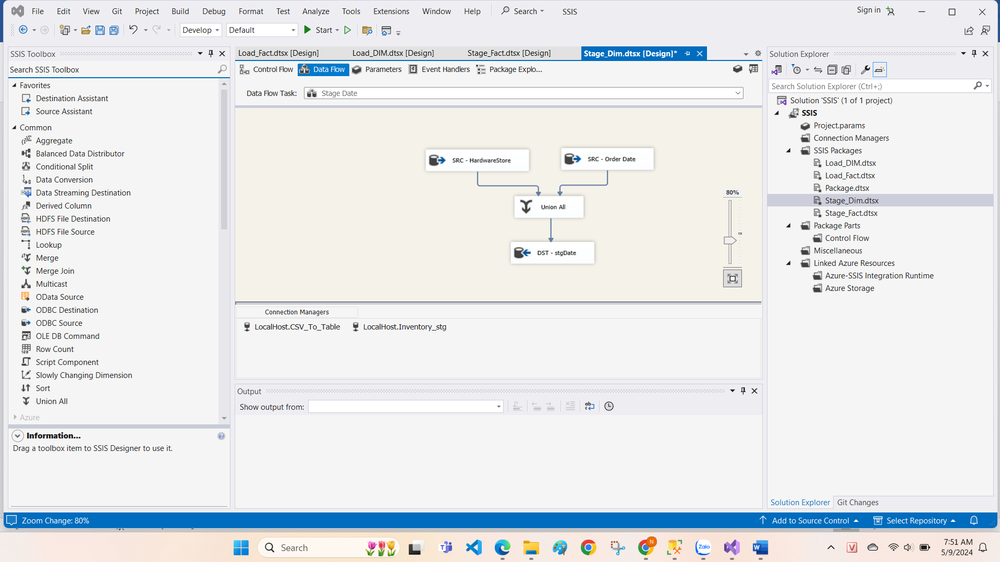 File Edit View Git Project Build Debug Format Test Analyze Tools Extensions Window Help Search SSIS Sign in
Develop Default Start
SSIS Toolbox
Search SSIS Toolbox
Favorites
Destination Assistant
Source Assistant
Common
Aggregate
Balanced Data Distributor
Conditional Split
Data Conversion
Data Streaming Destination
Derived Column
HDFS File Destination
HDFS File Source
Lookup
Merge
Merge Join
Multicast
OData Source
ODBC Destination
ODBC Source
OLE DB Command
Row Count
Script Component
Slowly Changing Dimension
Sort
Union All
Azure
Information...
Drag a toolbox item to SSIS Designer to use it.
Load_Fact.dtsx [Design] Load_DIM.dtsx [Design] Stage_Fact.dtsx [Design] Stage_Dim.dtsx [Design]*
Control Flow Data Flow Parameters Event Handlers Package Explo...
Data Flow Task: Stage Date
SRC - HardwareStore
SRC - Order Date
Union All
DST - stgDate
80%
Connection Managers
LocalHost.CSV_To_Table LocalHost.Inventory_stg
Output
Show output from:
Solution Explorer
Search Solution Explorer (Ctrl+;)
Solution 'SSIS' (1 of 1 project)
SSIS
Project.params
Connection Managers
SSIS Packages
Load_DIM.dtsx
Load_Fact.dtsx
Package.dtsx
Stage_Dim.dtsx
Stage_Fact.dtsx
Package Parts
Control Flow
Miscellaneous
Linked Azure Resources
Azure-SSIS Integration Runtime
Azure Storage
Solution Explorer Git Changes
Zoom Change: 80% Add to Source Control Select Repository
Search
Zalo
N
V
7:51 AM
5/9/2024